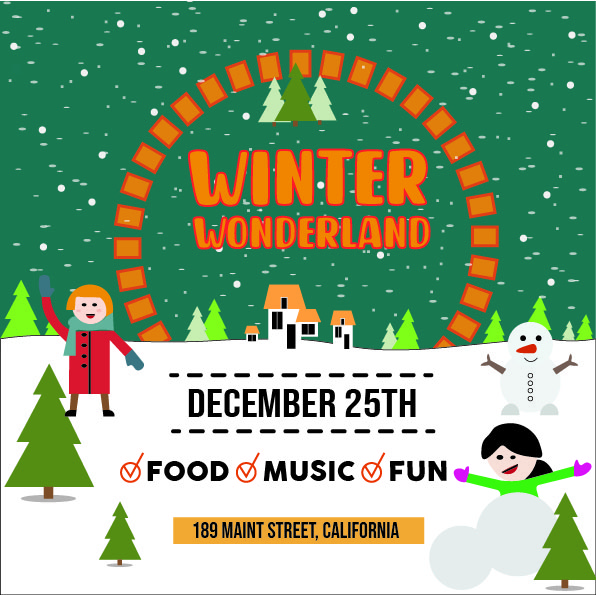 WINTER
WONDERLAND
DECEMBER 25TH
FOOD MUSIC FUN
189 MAINT STREET, CALIFORNIA